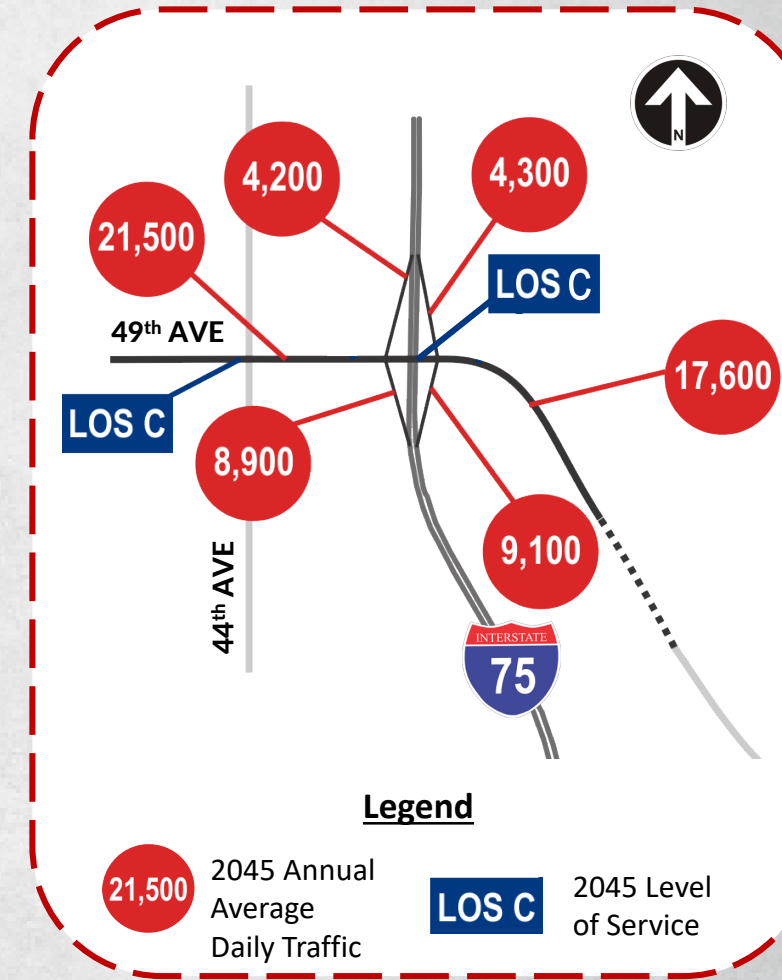 N
4,200
4,300
21,500
LOS C
49th AVE
17,600
LOS C
8,900
9,100
44th AVE
INTERSTATE
75
Legend
21,500
2045 Annual
Average
Daily Traffic
LOS C
2045 Level
of Service